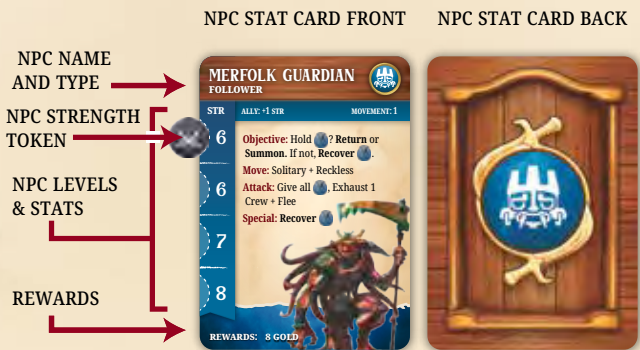 NPC STAT CARD FRONT
NPC STAT CARD BACK
NPC NAME
AND TYPE
MERFOLK GUARDIAN
FOLLOWER
NPC STRENGTH
TOKEN
STR
ALLY: +1 STR
MOVEMENT: 1
6
Objective: Hold ? Return or
Summon. If not, Recover .
Move: Solitary + Reckless
NPC LEVELS
& STATS
6
Attack: Give all , Exhaust 1
Crew + Flee
Special: Recover
7
8
REWARDS
REWARDS: 8 GOLD